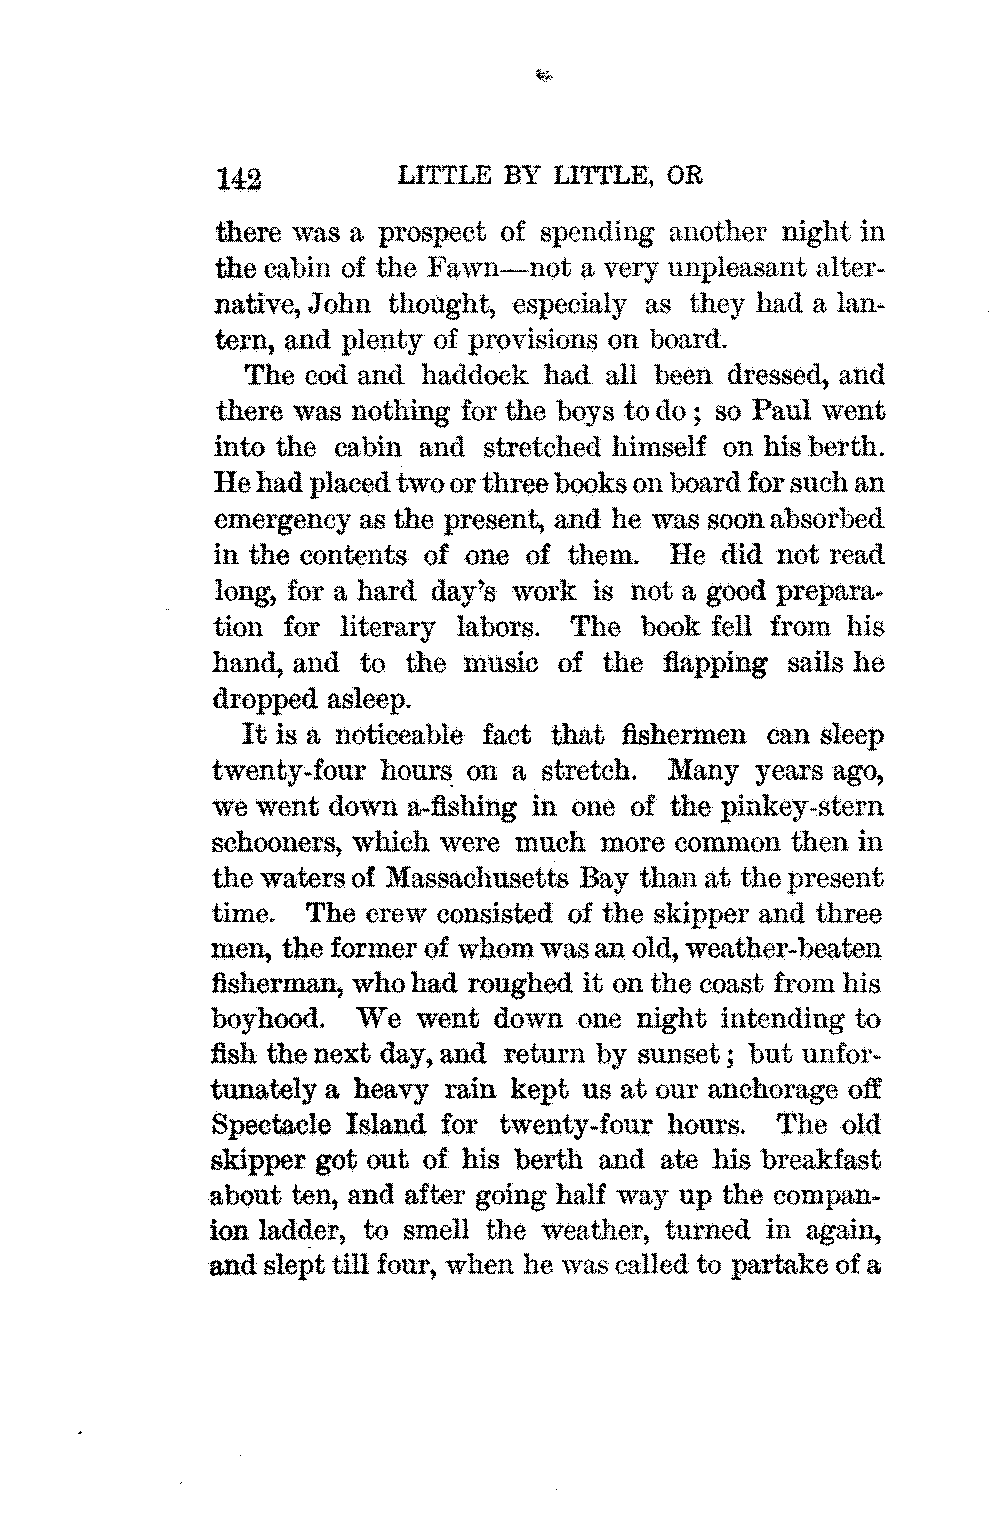 142 LITTLE BY LITTLE, OR
there was a prospect of spending another night in
the cabin of the Fawn—not a very unpleasant alter-
native, John thought, especialy as they had a lan-
tern, and plenty of provisions on board.
The cod and haddock had all been dressed, and
there was nothing for the boys to do; so Paul went
into the cabin and stretched himself on his berth.
He had placed two or three books on board for such an
emergency as the present, and he was soon absorbed
in the contents of one of them. He did not read
long, for a hard day's work is not a good prepara-
tion for literary labors. The book fell from his
hand, and to the music of the flapping sails he
dropped asleep.
It is a noticeable fact that fishermen can sleep
twenty-four hours on a stretch. Many years ago,
we went down a-fishing in one of the pinkey-stern
schooners, which were much more common then in
the waters of Massachusetts Bay than at the present
time. The crew consisted of the skipper and three
men, the former of whom was an old, weather-beaten
fisherman, who had roughed it on the coast from his
boyhood. We went down one night intending to
fish the next day, and return by sunset; but unfor-
tunately a heavy rain kept us at our anchorage off
Spectacle Island for twenty-four hours. The old
skipper got out of his berth and ate his breakfast
about ten, and after going half way up the compan-
ion ladder, to smell the weather, turned in again,
and slept till four, when he was called to partake of a